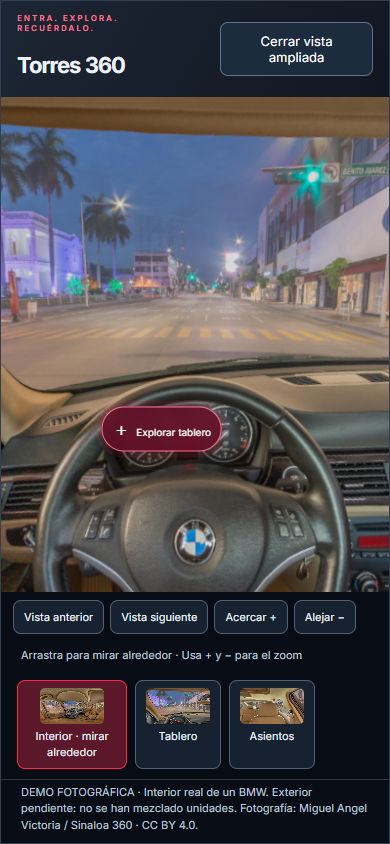 ENTRA. EXPLORA.
RECUÉRDALO.
Torres 360
Cerrar vista
ampliada
BENITO JUAREZ
+ Explorar tablero
Vista anterior
Vista siguiente
Acercar +
Alejar −
Arrastra para mirar alrededor · Usa + y − para el zoom
Interior · mirar
alrededor
Tablero
Asientos
DEMO FOTOGRÁFICA · Interior real de un BMW. Exterior
pendiente: no se han mezclado unidades. Fotografía: Miguel Angel
Victoria / Sinaloa 360 · CC BY 4.0.